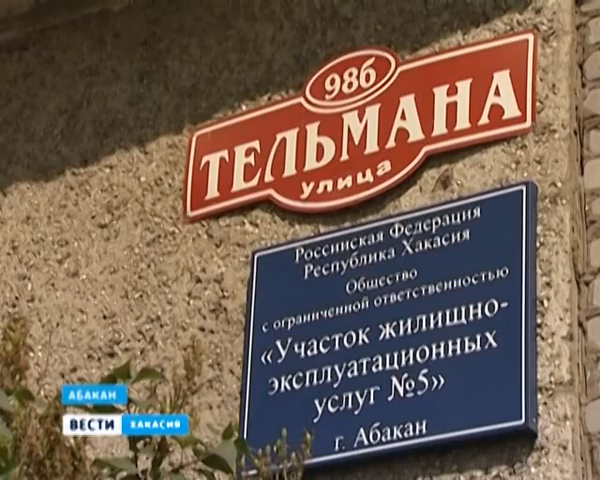 98б
ТЕЛЬМАНА
улица
Российская Федерация
Республика Хакасия
Общество
с ограниченной ответственностью
«Участок жилищно-
эксплуатационных
услуг №5»
г. Абакан
АБАКАН
ВЕСТИ ХАКАСИЯ